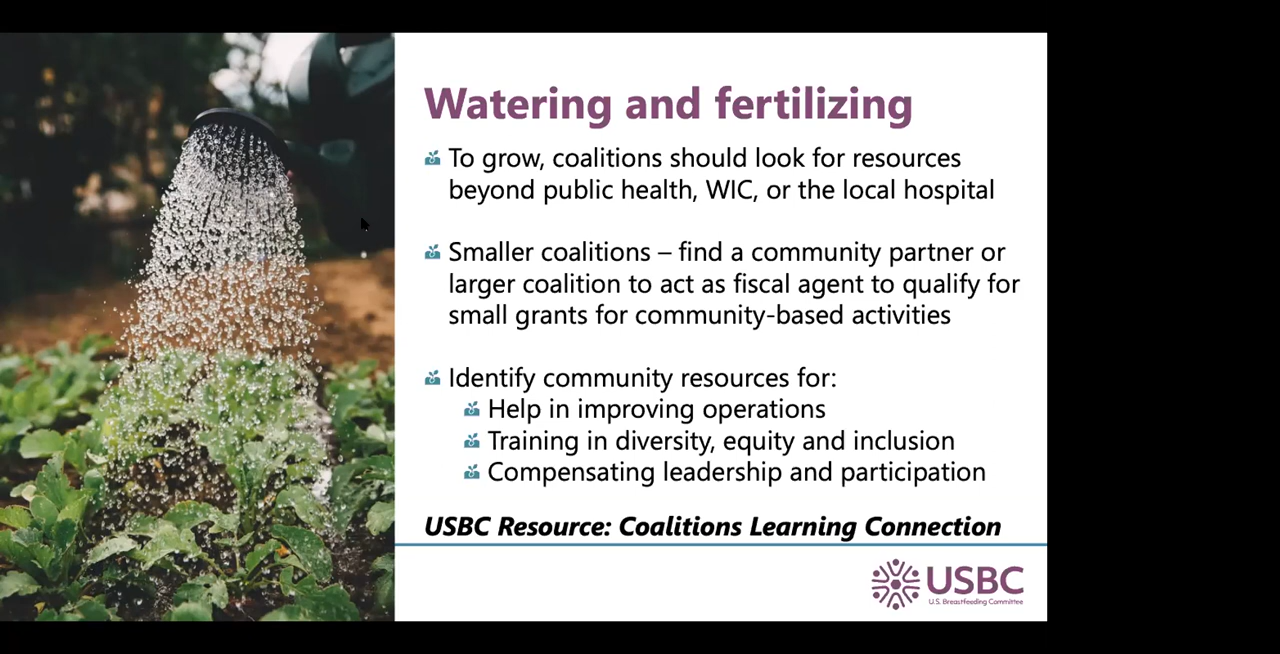 Watering and fertilizing
To grow, coalitions should look for resources
beyond public health, WIC, or the local hospital
Smaller coalitions – find a community partner or
larger coalition to act as fiscal agent to qualify for
small grants for community-based activities
Identify community resources for:
Help in improving operations
Training in diversity, equity and inclusion
Compensating leadership and participation
USBC Resource: Coalitions Learning Connection
USBC
U.S. Breastfeeding Committee